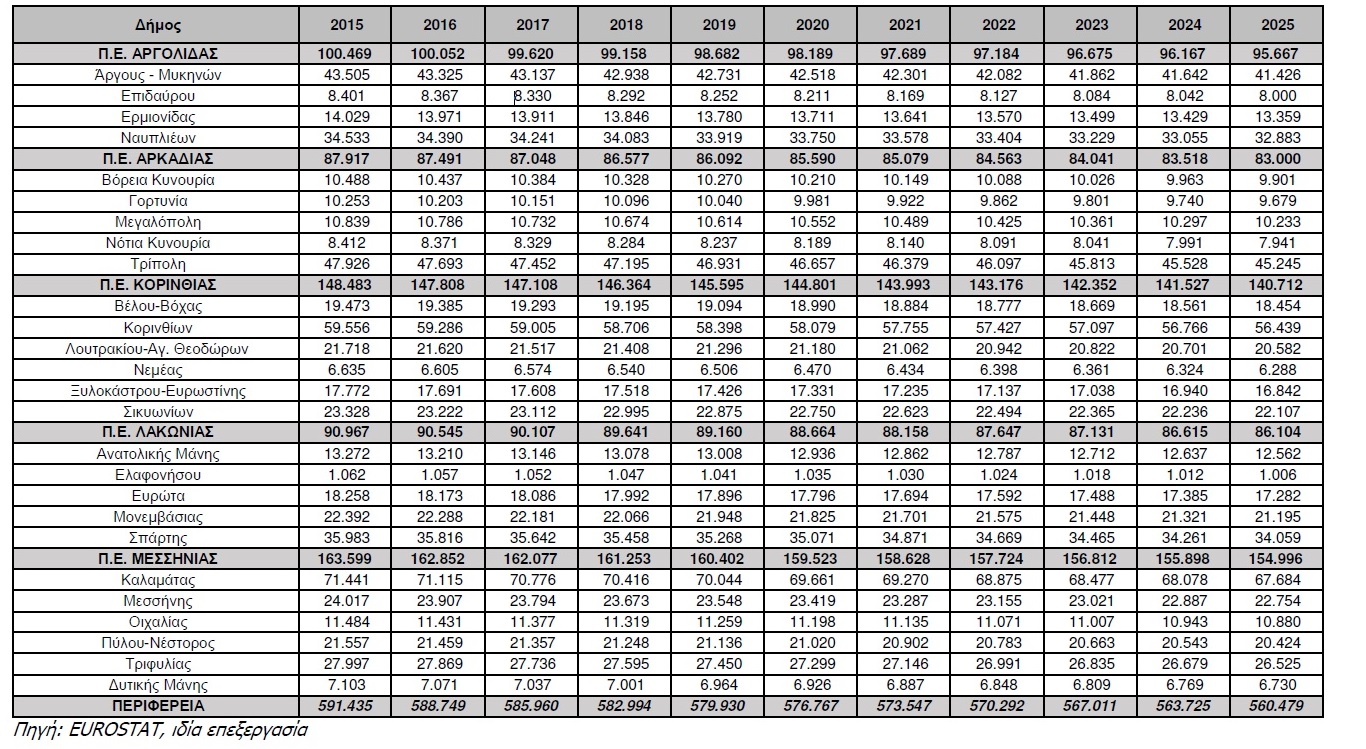 Δήμος 2015 2016 2017 2018 2019 2020 2021 2022 2023 2024 2025
Π.Ε. ΑΡΓΟΛΙΔΑΣ 100.469 100.052 99.620 99.158 98.682 98.189 97.689 97.184 96.675 96.167 95.667
Άργους - Μυκηνών 43.505 43.325 43.137 42.938 42.731 42.518 42.301 42.082 41.862 41.642 41.426
Επιδαύρου 8.401 8.367 8.330 8.292 8.252 8.211 8.169 8.127 8.084 8.042 8.000
Ερμιονίδας 14.029 13.971 13.911 13.846 13.780 13.711 13.641 13.570 13.499 13.429 13.359
Ναυπλιέων 34.533 34.390 34.241 34.083 33.919 33.750 33.578 33.404 33.229 33.055 32.883
Π.Ε. ΑΡΚΑΔΙΑΣ 87.917 87.491 87.048 86.577 86.092 85.590 85.079 84.563 84.041 83.518 83.000
Βόρεια Κυνουρία 10.488 10.437 10.384 10.328 10.270 10.210 10.149 10.088 10.026 9.963 9.901
Γορτυνία 10.253 10.203 10.151 10.096 10.040 9.981 9.922 9.862 9.801 9.740 9.679
Μεγαλόπολη 10.839 10.786 10.732 10.674 10.614 10.552 10.489 10.425 10.361 10.297 10.233
Νότια Κυνουρία 8.412 8.371 8.329 8.284 8.237 8.189 8.140 8.091 8.041 7.991 7.941
Τρίπολη 47.926 47.693 47.452 47.195 46.931 46.657 46.379 46.097 45.813 45.528 45.245
Π.Ε. ΚΟΡΙΝΘΙΑΣ 148.483 147.808 147.108 146.364 145.595 144.801 143.993 143.176 142.352 141.527 140.712
Βέλου-Βόχας 19.473 19.385 19.293 19.195 19.094 18.990 18.884 18.777 18.669 18.561 18.454
Κορινθίων 59.556 59.286 59.005 58.706 58.398 58.079 57.755 57.427 57.097 56.766 56.439
Λουτρακίου-Αγ. Θεοδώρων 21.718 21.620 21.517 21.408 21.296 21.180 21.062 20.942 20.822 20.701 20.582
Νεμέας 6.635 6.605 6.574 6.540 6.506 6.470 6.434 6.398 6.361 6.324 6.288
Ξυλοκάστρου-Ευρωστίνης 17.772 17.691 17.608 17.518 17.426 17.331 17.235 17.137 17.038 16.940 16.842
Σικυωνίων 23.328 23.222 23.112 22.995 22.875 22.750 22.623 22.494 22.365 22.236 22.107
Π.Ε. ΛΑΚΩΝΙΑΣ 90.967 90.545 90.107 89.641 89.160 88.664 88.158 87.647 87.131 86.615 86.104
Ανατολικής Μάνης 13.272 13.210 13.146 13.078 13.008 12.936 12.862 12.787 12.712 12.637 12.562
Ελαφονήσου 1.062 1.057 1.052 1.047 1.041 1.035 1.030 1.024 1.018 1.012 1.006
Ευρώτα 18.258 18.173 18.086 17.992 17.896 17.796 17.694 17.592 17.488 17.385 17.282
Μονεμβάσιας 22.392 22.288 22.181 22.066 21.948 21.825 21.701 21.575 21.448 21.321 21.195
Σπάρτης 35.983 35.816 35.642 35.458 35.268 35.071 34.871 34.669 34.465 34.261 34.059
Π.Ε. ΜΕΣΣΗΝΙΑΣ 163.599 162.852 162.077 161.253 160.402 159.523 158.628 157.724 156.812 155.898 154.996
Καλαμάτας 71.441 71.115 70.776 70.416 70.044 69.661 69.270 68.875 68.477 68.078 67.684
Μεσσήνης 24.017 23.907 23.794 23.673 23.548 23.419 23.287 23.155 23.021 22.887 22.754
Οιχαλίας 11.484 11.431 11.377 11.319 11.259 11.198 11.135 11.071 11.007 10.943 10.880
Πύλου-Νέστορος 21.557 21.459 21.357 21.248 21.136 21.020 20.902 20.783 20.663 20.543 20.424
Τριφυλίας 27.997 27.869 27.736 27.595 27.450 27.299 27.146 26.991 26.835 26.679 26.525
Δυτικής Μάνης 7.103 7.071 7.037 7.001 6.964 6.926 6.887 6.848 6.809 6.769 6.730
ΠΕΡΙΦΕΡΕΙΑ 591.435 588.749 585.960 582.994 579.930 576.767 573.547 570.292 567.011 563.725 560.479
Πηγή: EUROSTAT, ιδία επεξεργασία